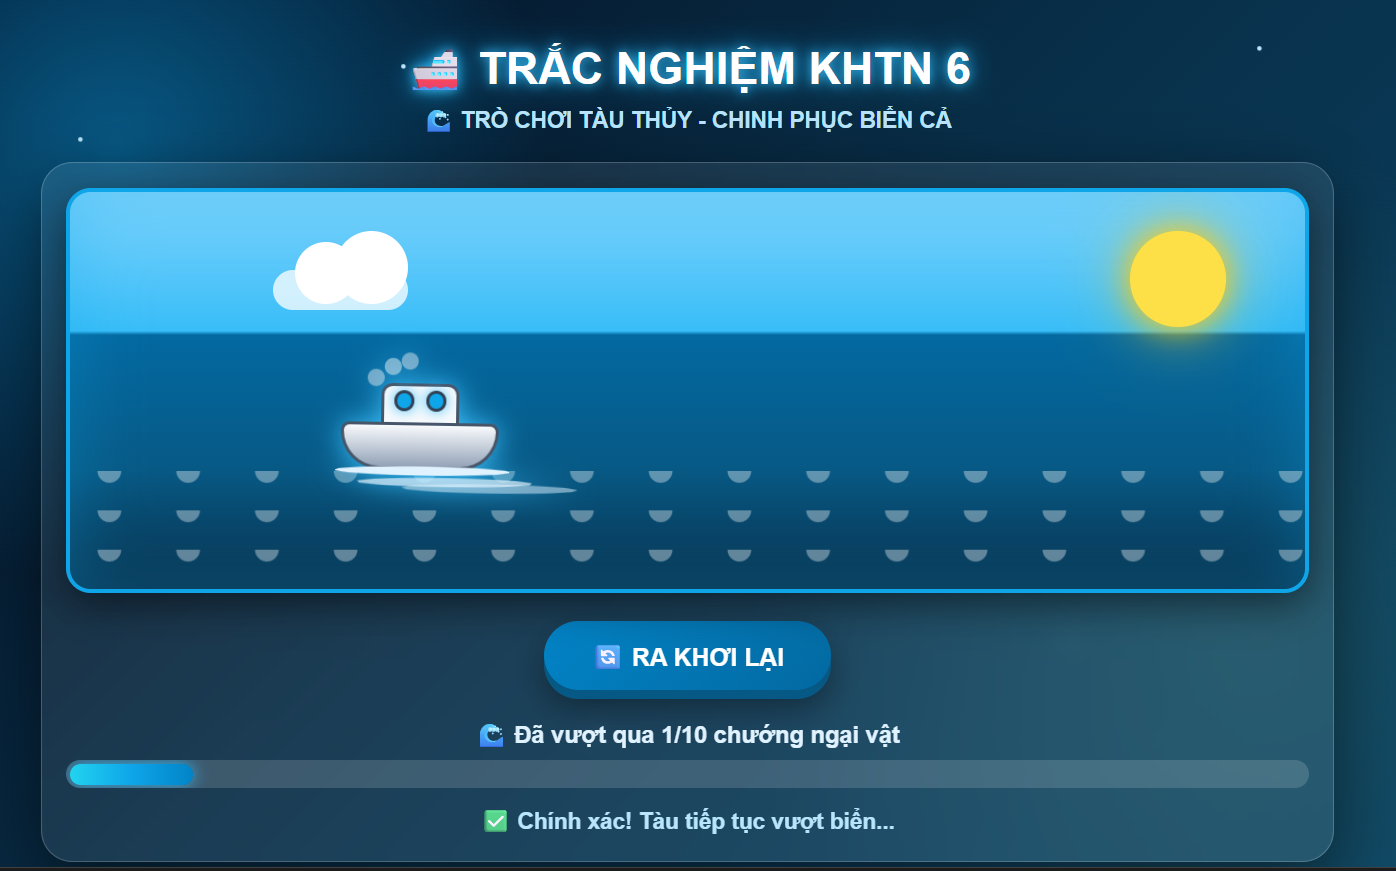 TRẮC NGHIỆM KHTN 6
TRÒ CHƠI TÀU THỦY - CHINH PHỤC BIỂN CẢ
RA KHƠI LẠI
Đã vượt qua 1/10 chướng ngại vật
Chính xác! Tàu tiếp tục vượt biển...